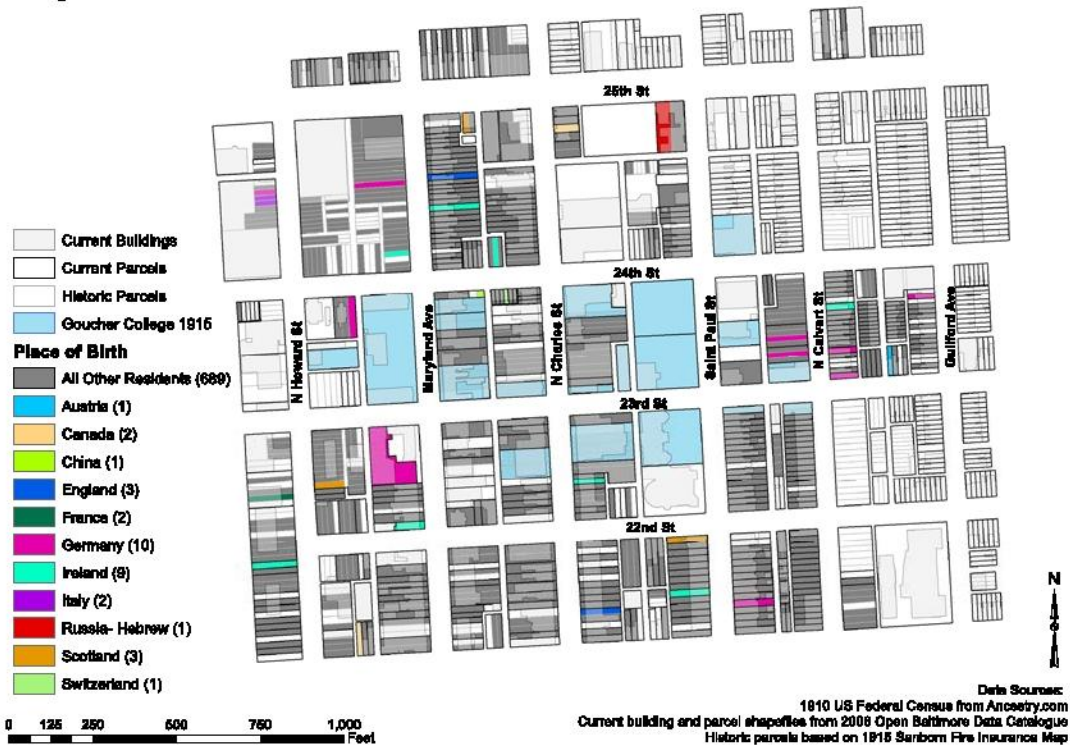 25th St
Current Buildings
Current Parcels
Historic Parcels
Goucher College 1915
24th St
N Howard St
Maryland Ave
N Charles St
Saint Paul St
N Calvert St
Guilford Ave
Place of Birth
All Other Residents (689)
Austria (1)
Canada (2)
China (1)
England (3)
France (2)
Germany (10)
Ireland (9)
Italy (2)
Russia- Hebrew (1)
Scotland (3)
Switzerland (1)
23rd St
22nd St
N
0 125 250 500 750 1,000
Feet
Data Sources:
1910 US Federal Census from Ancestry.com
Current building and parcel shapefiles from 2008 Open Baltimore Data Catalogue
Historic parcels based on 1915 Sanborn Fire Insurance Map